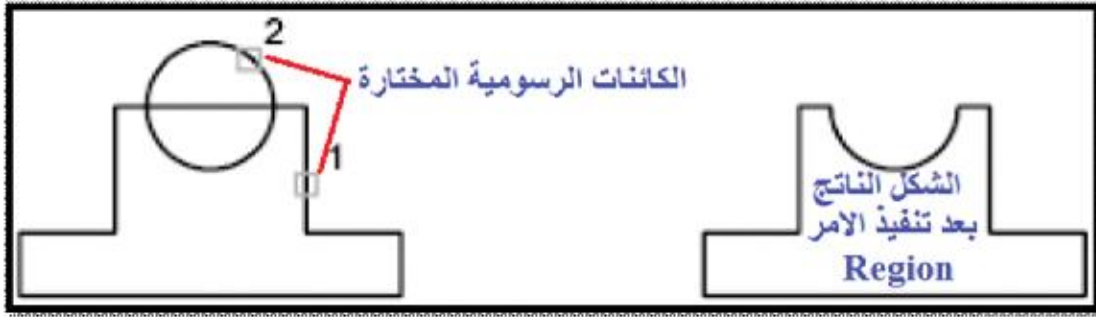 2
الكائنات الرسومية المختارة
1
الشكل الناتج
بعد تنفيذ الامر
Region